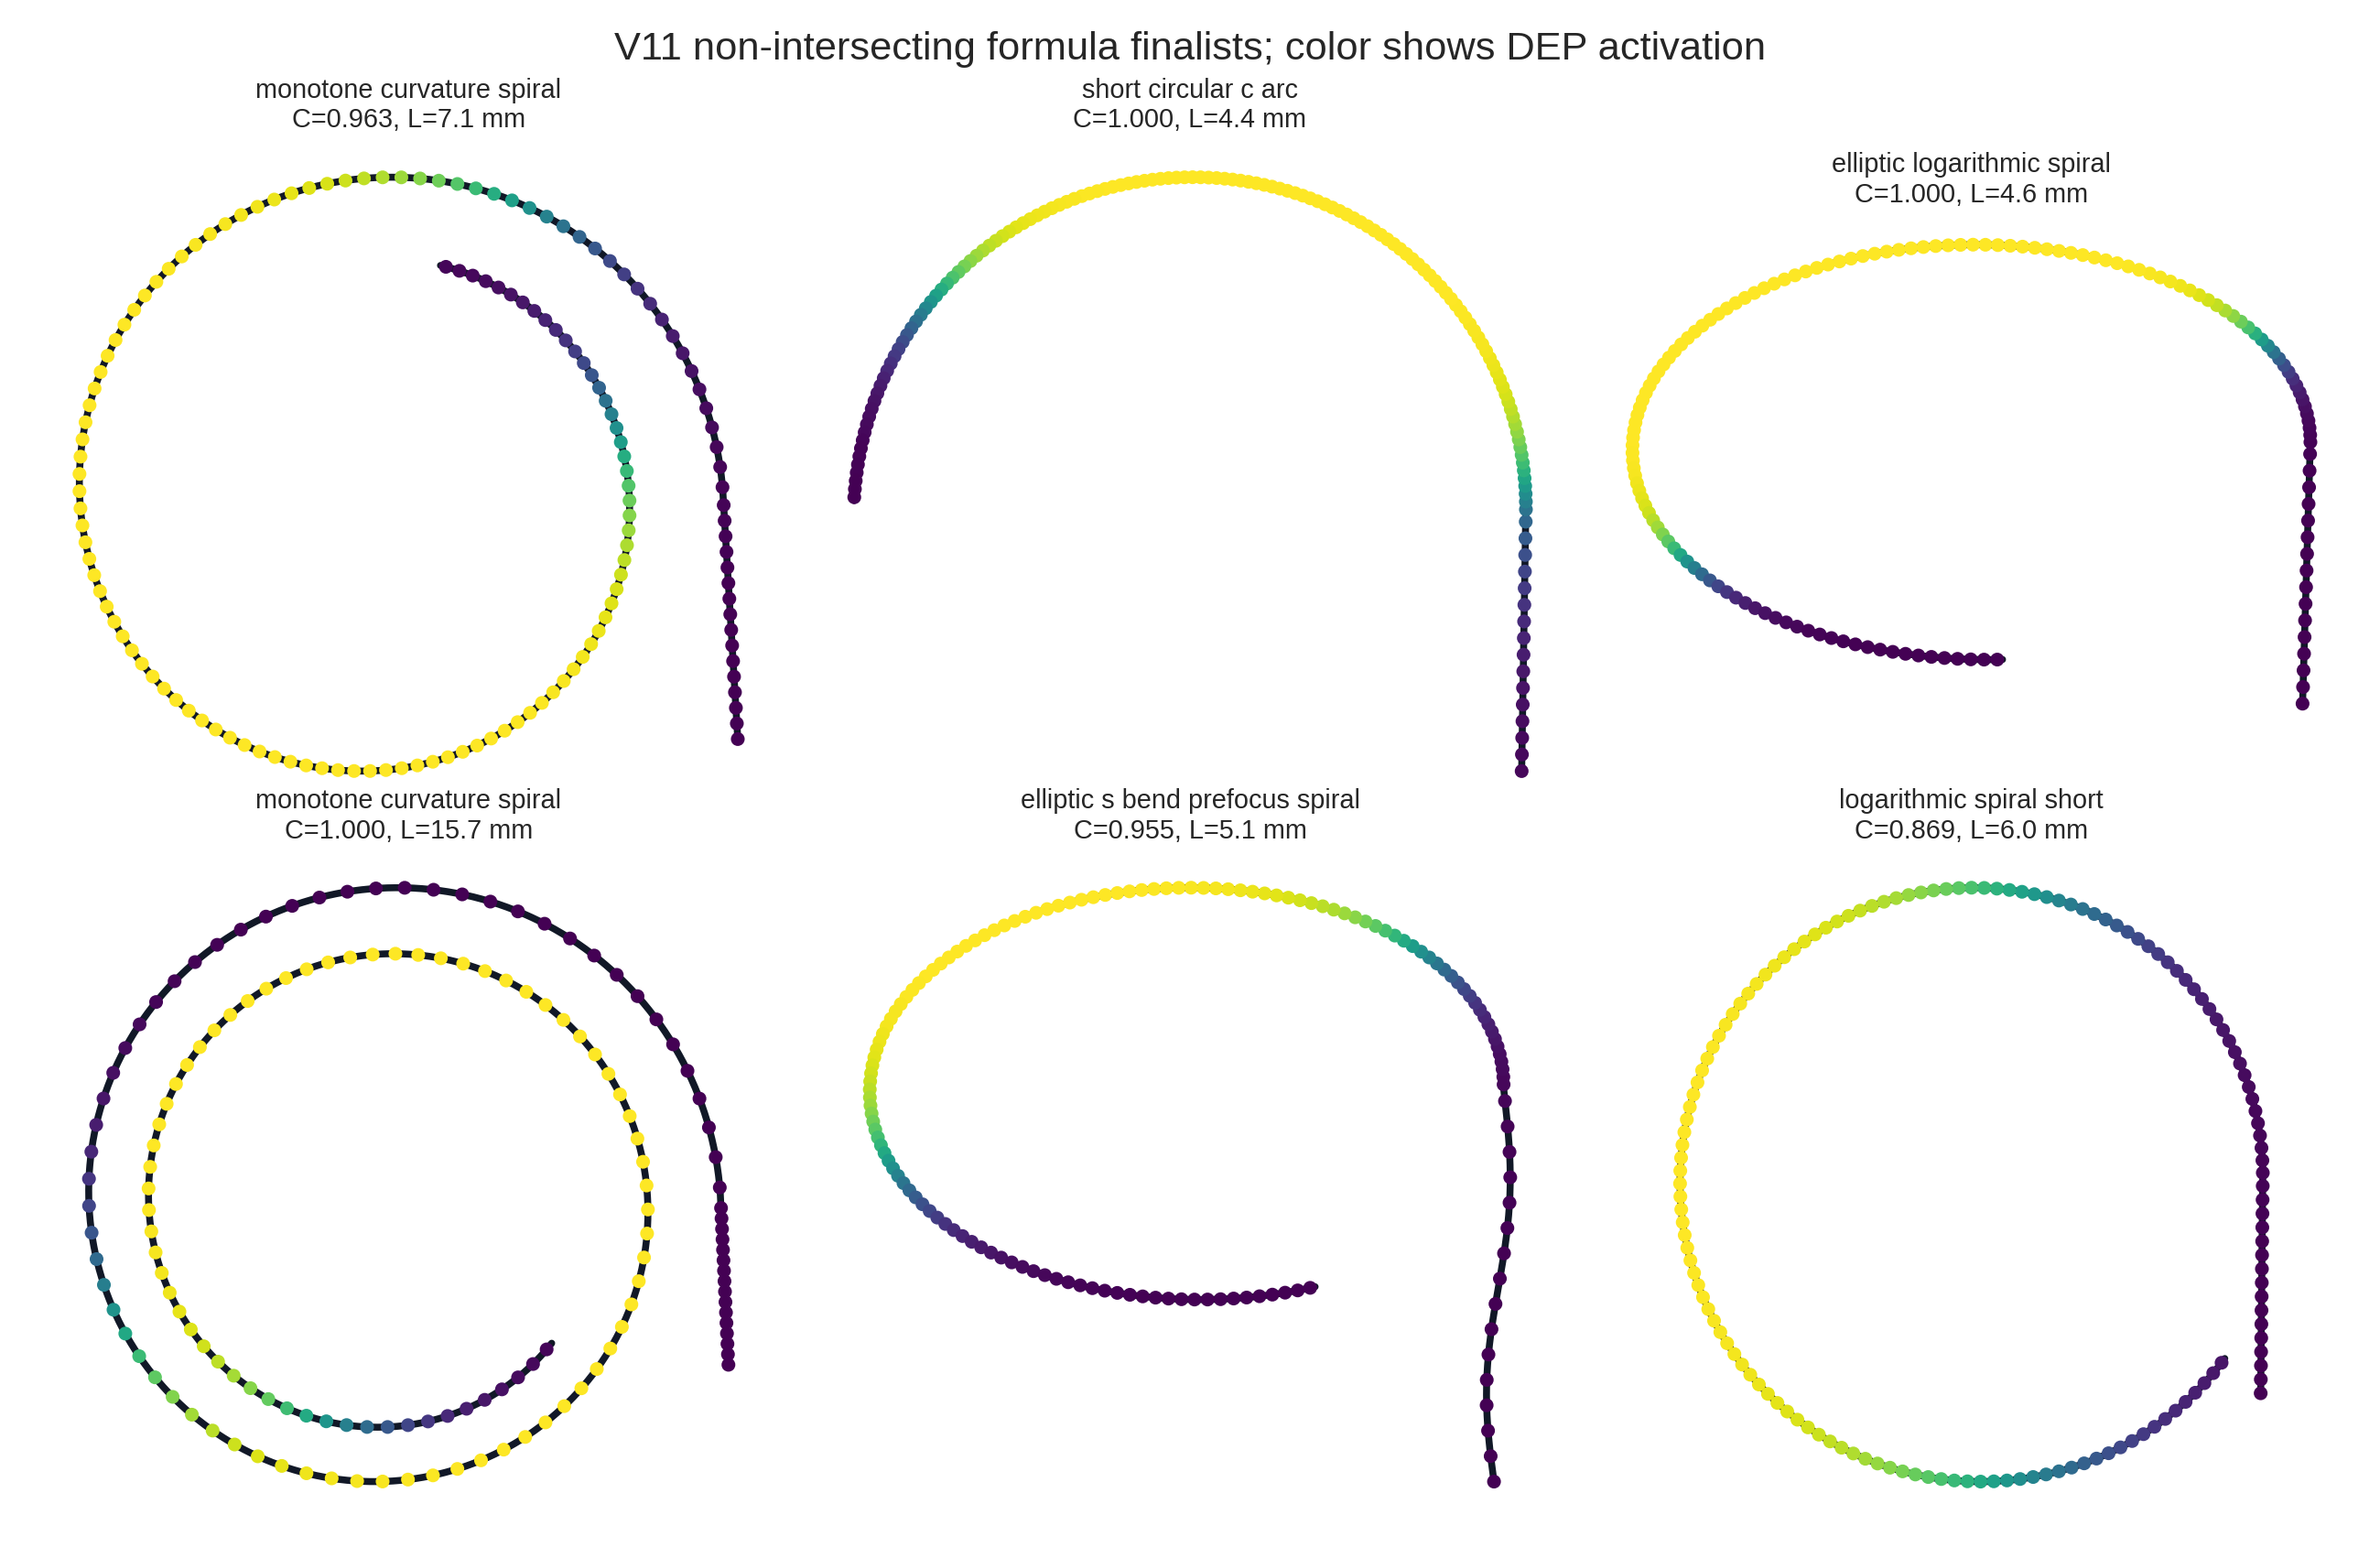 V11 non-intersecting formula finalists; color shows DEP activation
monotone curvature spiral
C=0.963, L=7.1 mm
short circular c arc
C=1.000, L=4.4 mm
elliptic logarithmic spiral
C=1.000, L=4.6 mm
monotone curvature spiral
C=1.000, L=15.7 mm
elliptic s bend prefocus spiral
C=0.955, L=5.1 mm
logarithmic spiral short
C=0.869, L=6.0 mm